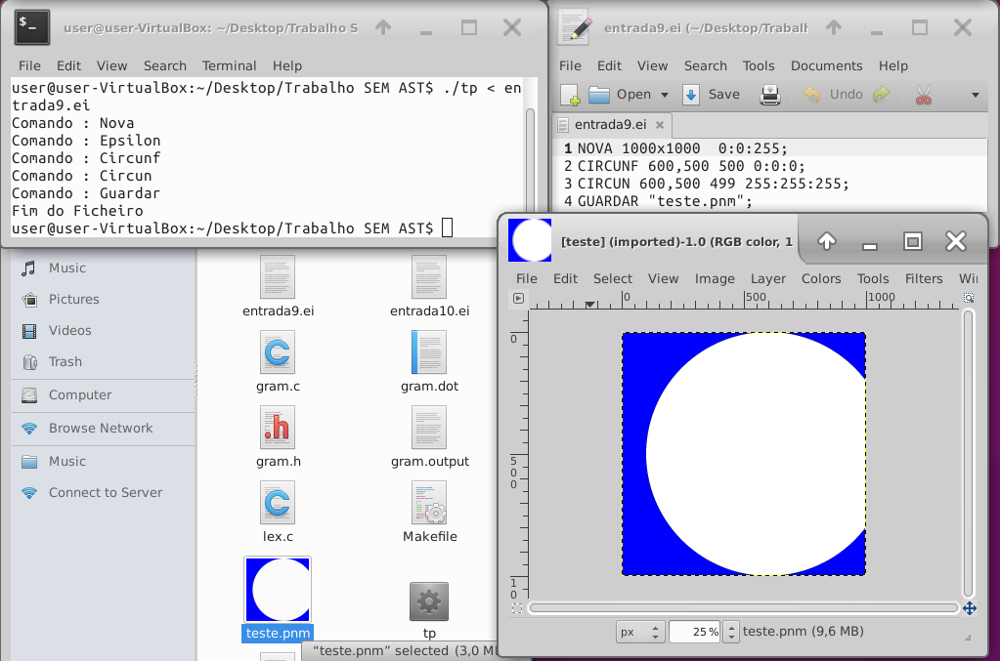 user@user-VirtualBox: ~/Desktop/Trabalho S
File Edit View Search Terminal Help
user@user-VirtualBox:~/Desktop/Trabalho SEM AST$ ./tp < en
trada9.ei
Comando : Nova
Comando : Epsilon
Comando : Circunf
Comando : Circun
Comando : Guardar
Fim do Ficheiro
user@user-VirtualBox:~/Desktop/Trabalho SEM AST$
entrada9.ei (~/Desktop/Trabalh
File Edit View Search Tools Documents Help
Open Save Undo
entrada9.ei
1 NOVA 1000x1000  0:0:255;
2 CIRCUNF 600,500 500 0:0:0;
3 CIRCUN 600,500 499 255:255:255;
4 GUARDAR "teste.pnm";
Music
Pictures
Videos
Trash
Computer
Browse Network
Music
Connect to Server
entrada9.ei entrada10.ei
gram.c gram.dot
gram.h gram.output
lex.c Makefile
teste.pnm tp
"teste.pnm" selected (3,0 M
[teste] (imported)-1.0 (RGB color, 1
File Edit Select View Image Layer Colors Tools Filters Wi
0 500 1000
0
500
10
px 25 % teste.pnm (9,6 MB)